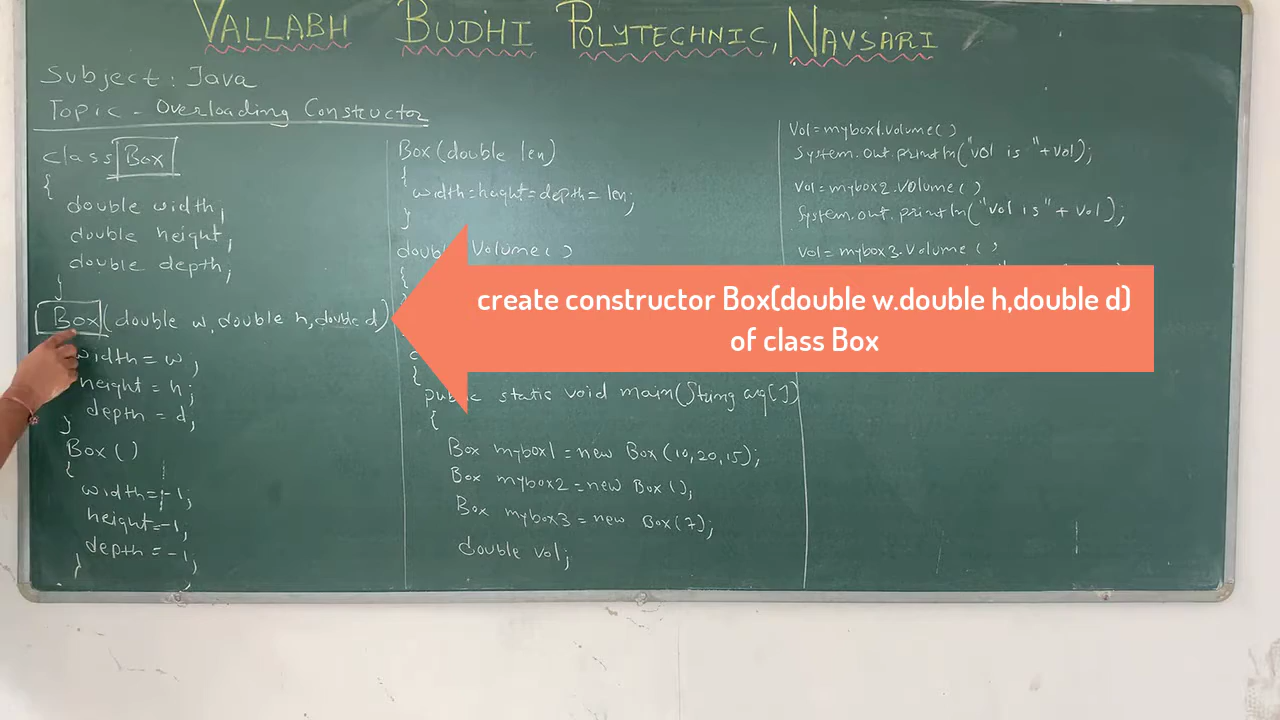 VALLABH BUDHI POLYTECHNIC, NAVSARI
Subject: Java
Topic - Overloading Constructor
class Box
{
double width;
double height;
double depth;
}
Box(double w, double h, double d)
width = w;
height = h;
depth = d;
}
Box()
{
width=-1;
height=-1;
depth = -1;
}
Box(double len)
{
width=haght=depth=len;
}
Volume()
{
create constructor Box(double w.double h,double d)
of class Box
{
static void main(String arg[])
{
Box mybox1 = new Box(10,20,15);
Box mybox2 = new Box();
Box mybox3 = new Box(7);
double vol;
Vol=mybox1.volume()
System.out.println("vol is "+vol);
vol=mybox2.volume()
System.out.println("vol is"+ vol);
vol=mybox3.volume()